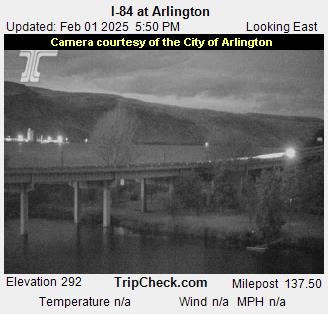 I-84 at Arlington
Updated: Feb 01 2025 5:50 PM Looking East
Camera courtesy of the City of Arlington
Elevation 292 TripCheck.com Milepost 137.50
Temperature n/a Wind n/a MPH n/a